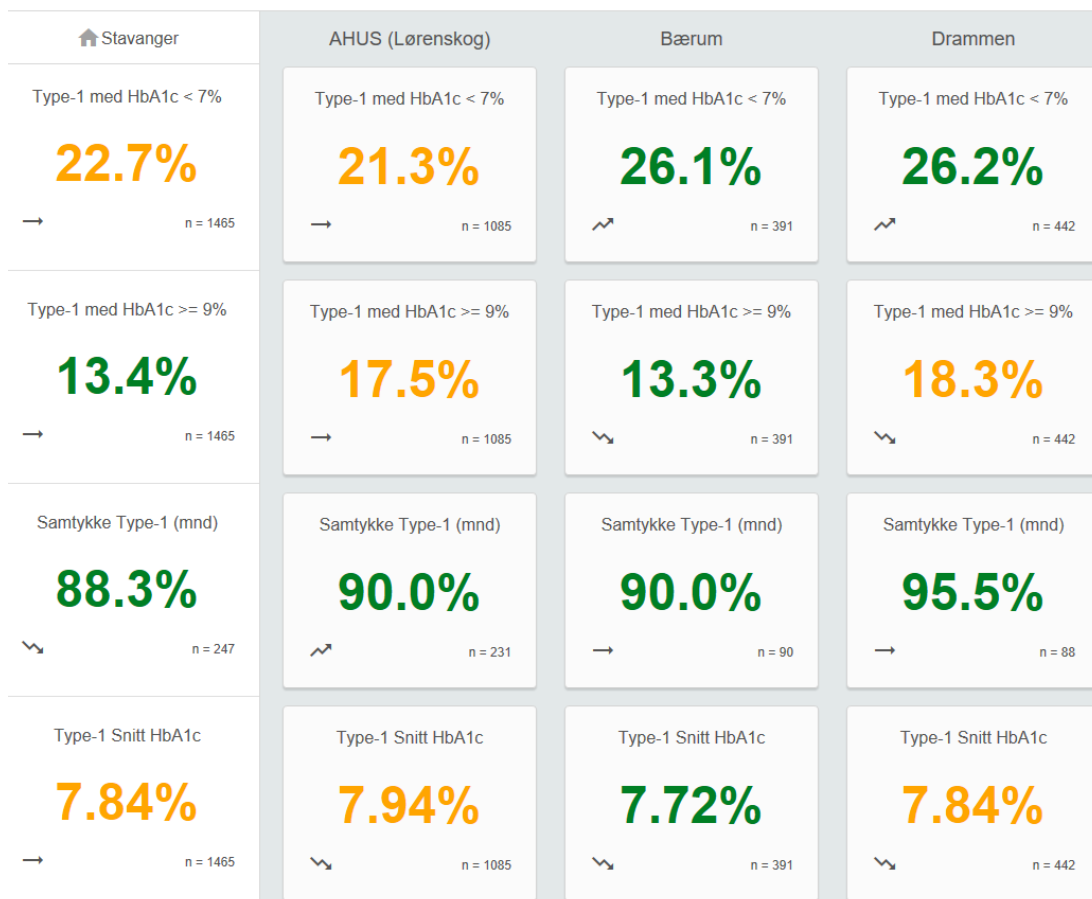 Stavanger
AHUS (Lørenskog)
Bærum
Drammen
Type-1 med HbA1c < 7%
22.7%
n = 1465
Type-1 med HbA1c < 7%
21.3%
n = 1085
Type-1 med HbA1c < 7%
26.1%
n = 391
Type-1 med HbA1c < 7%
26.2%
n = 442
Type-1 med HbA1c >= 9%
13.4%
n = 1465
Type-1 med HbA1c >= 9%
17.5%
n = 1085
Type-1 med HbA1c >= 9%
13.3%
n = 391
Type-1 med HbA1c >= 9%
18.3%
n = 442
Samtykke Type-1 (mnd)
88.3%
n = 247
Samtykke Type-1 (mnd)
90.0%
n = 231
Samtykke Type-1 (mnd)
90.0%
n = 90
Samtykke Type-1 (mnd)
95.5%
n = 88
Type-1 Snitt HbA1c
7.84%
n = 1465
Type-1 Snitt HbA1c
7.94%
n = 1085
Type-1 Snitt HbA1c
7.72%
n = 391
Type-1 Snitt HbA1c
7.84%
n = 442